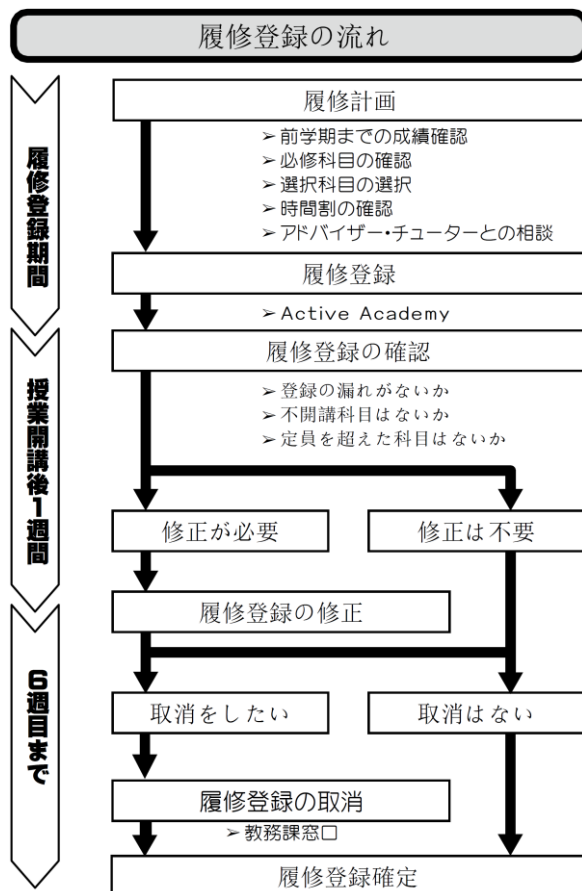 履修登録の流れ
履修登録期間
履修計画
➢前学期までの成績確認
➢必修科目の確認
➢選択科目の選択
➢時間割の確認
➢アドバイザー・チューターとの相談
履修登録
➢Active Academy
授業開講後1週間
履修登録の確認
➢登録の漏れがないか
➢不開講科目はないか
➢定員を超えた科目はないか
修正が必要
修正は不要
履修登録の修正
6週目まで
取消をしたい
取消はない
履修登録の取消
➢教務課窓口
履修登録確定